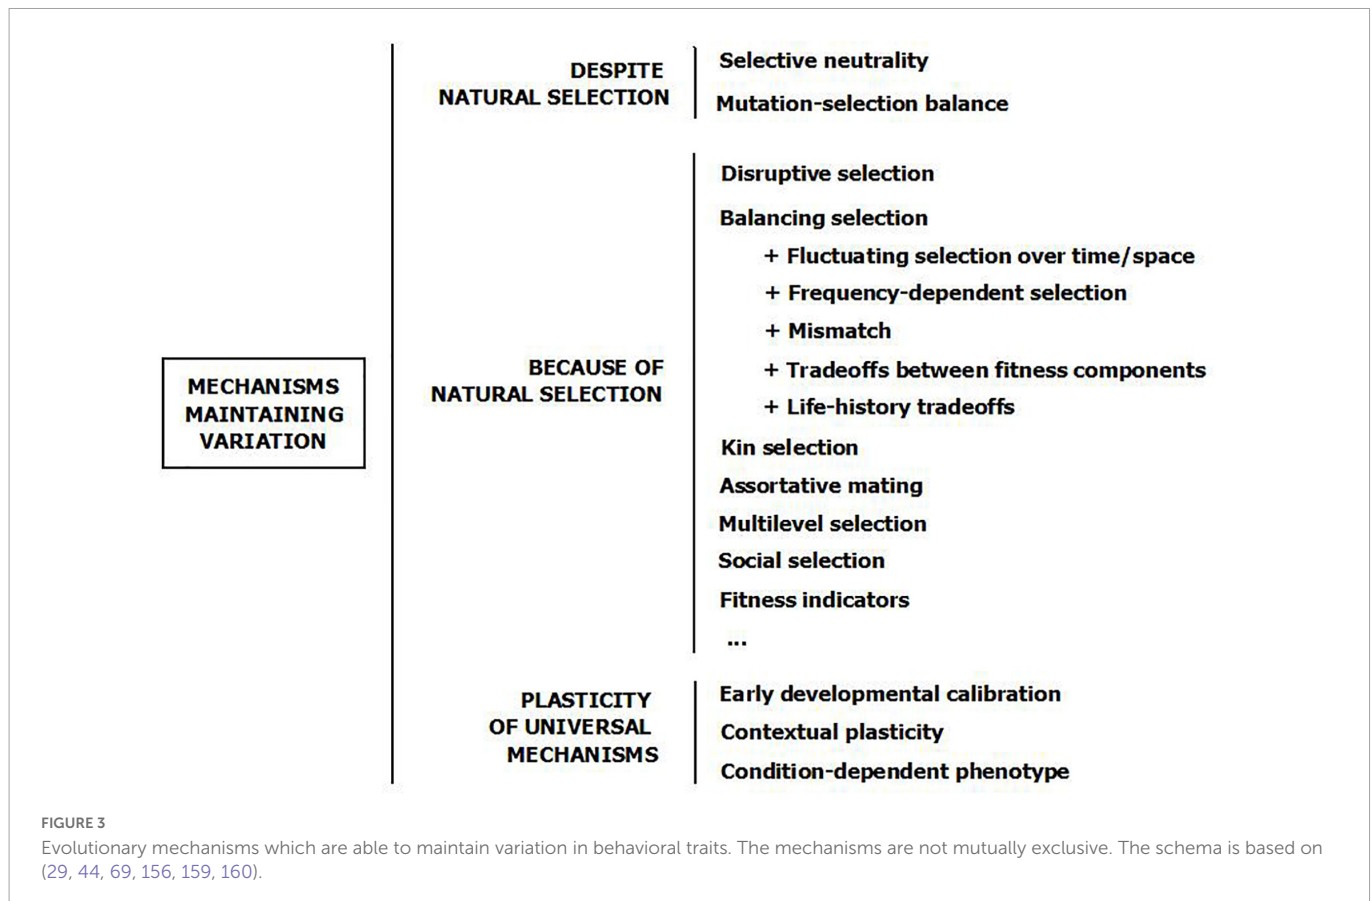 MECHANISMS
MAINTAINING
VARIATION
DESPITE
NATURAL SELECTION
Selective neutrality
Mutation-selection balance
BECAUSE OF
NATURAL SELECTION
Disruptive selection
Balancing selection
+ Fluctuating selection over time/space
+ Frequency-dependent selection
+ Mismatch
+ Tradeoffs between fitness components
+ Life-history tradeoffs
Kin selection
Assortative mating
Multilevel selection
Social selection
Fitness indicators
...
PLASTICITY
OF UNIVERSAL
MECHANISMS
Early developmental calibration
Contextual plasticity
Condition-dependent phenotype
FIGURE 3
Evolutionary mechanisms which are able to maintain variation in behavioral traits. The mechanisms are not mutually exclusive. The schema is based on
(29, 44, 69, 156, 159, 160).